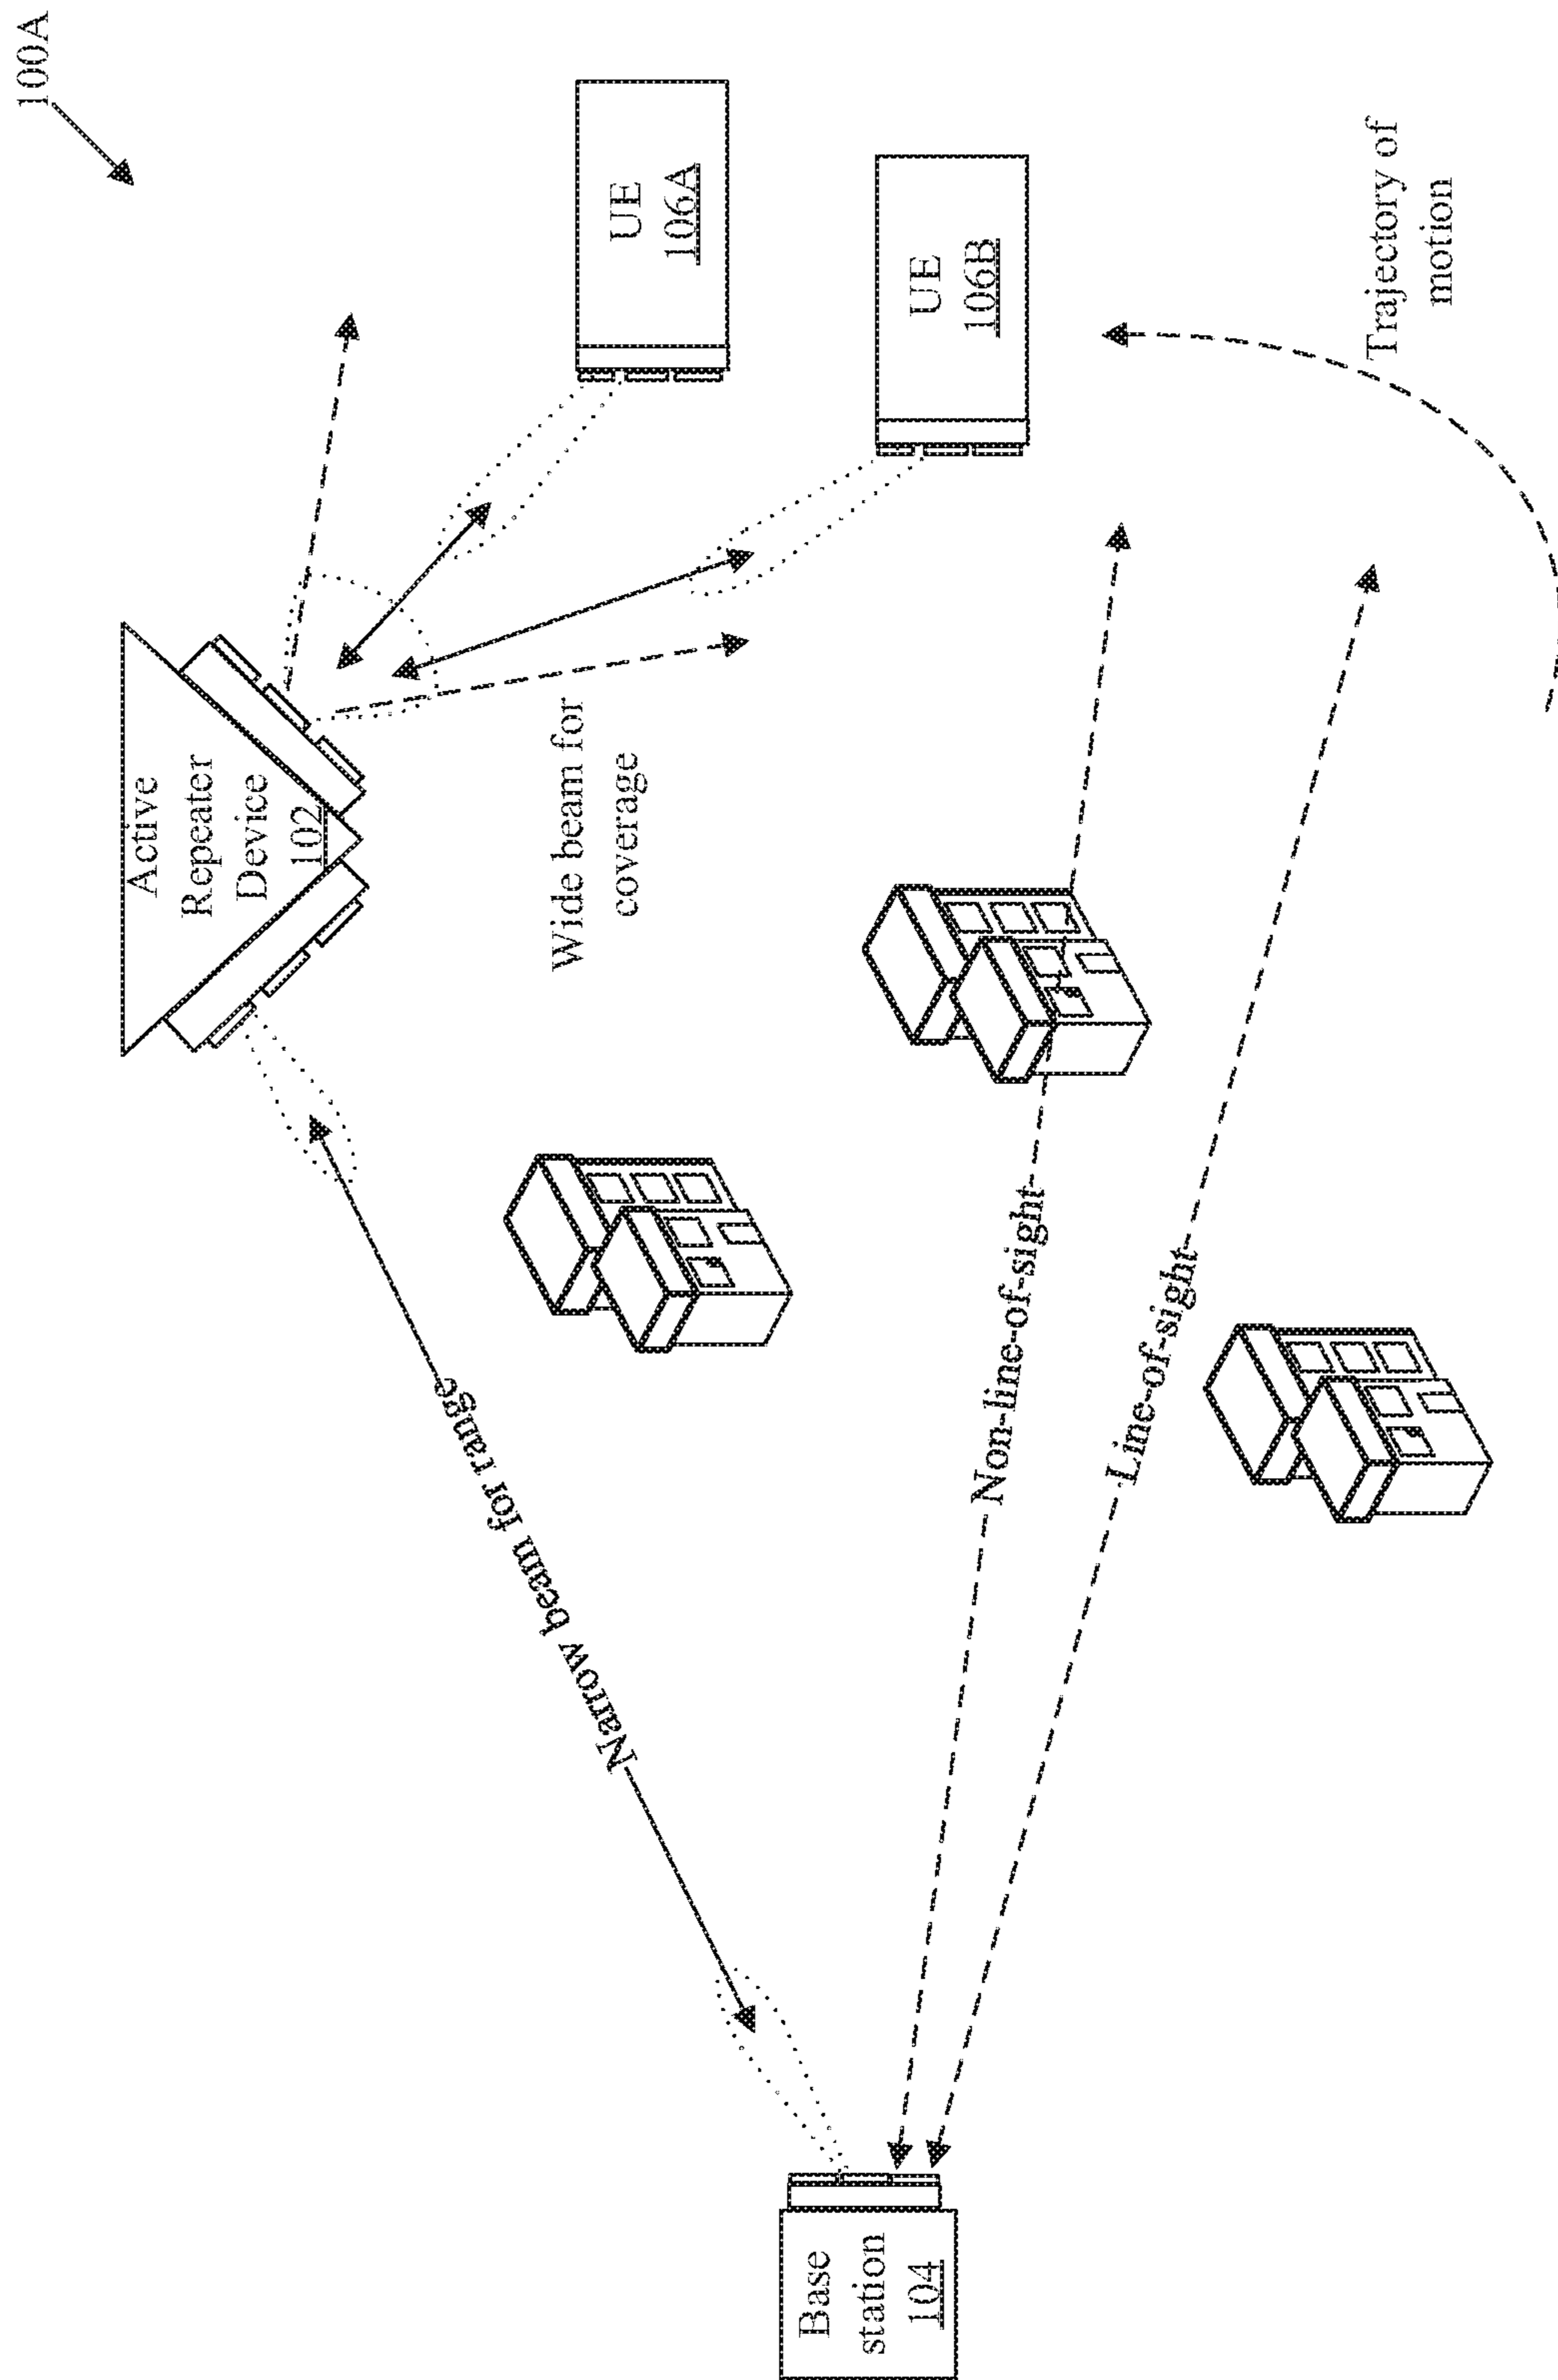 100A
Active
Repeater
Device
102
UE
106A
UE
106B
Wide beam for
coverage
Narrow beam for range
Non-line-of-sight
Line-of-sight
Trajectory of
motion
Base
station
104